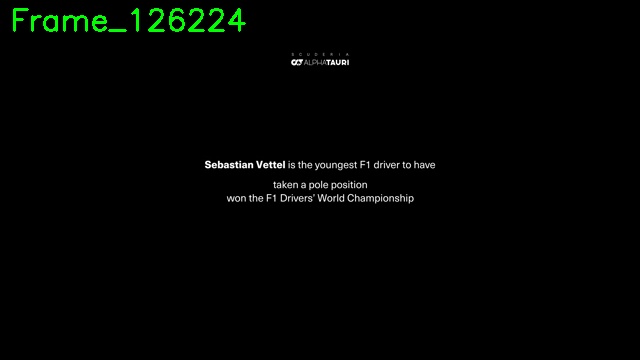 Frame_126224
SCUDERIA
ALPHATAURI
Sebastian Vettel is the youngest F1 driver to have
taken a pole position
won the F1 Drivers' World Championship